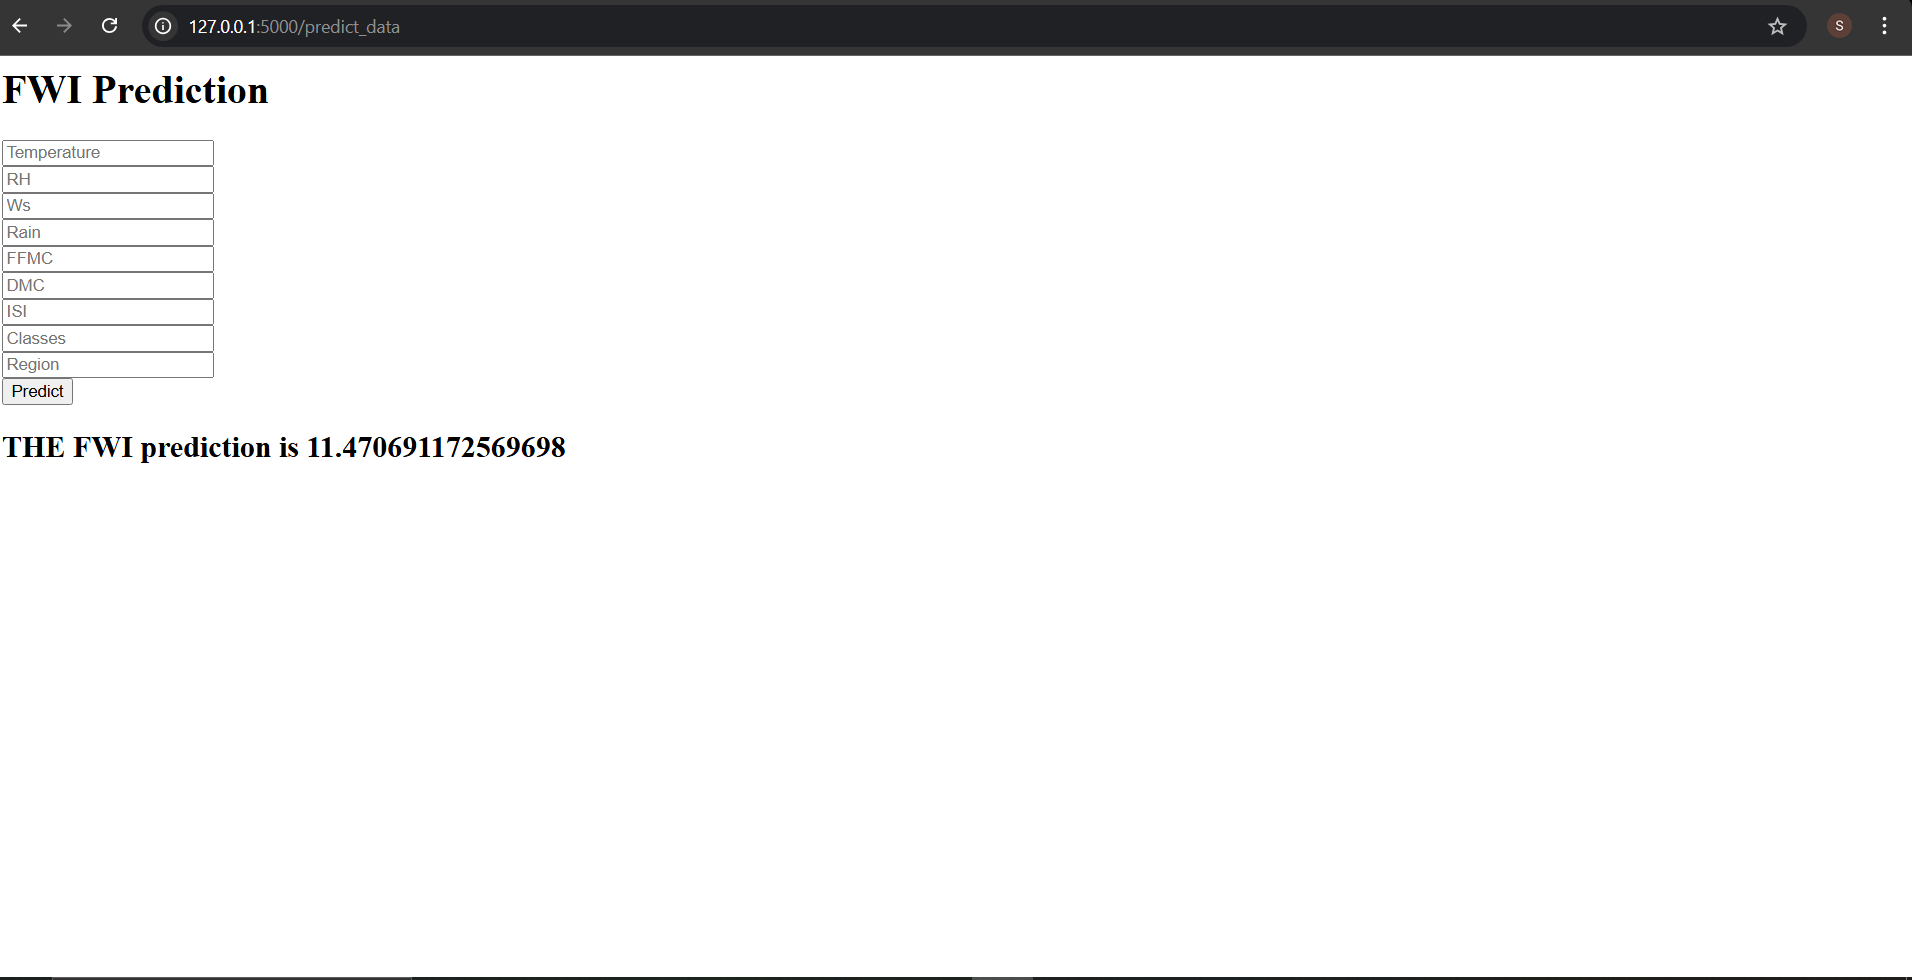 127.0.0.1:5000/predict_data
S
FWI Prediction
Temperature
RH
Ws
Rain
FFMC
DMC
ISI
Classes
Region
Predict
THE FWI prediction is 11.470691172569698